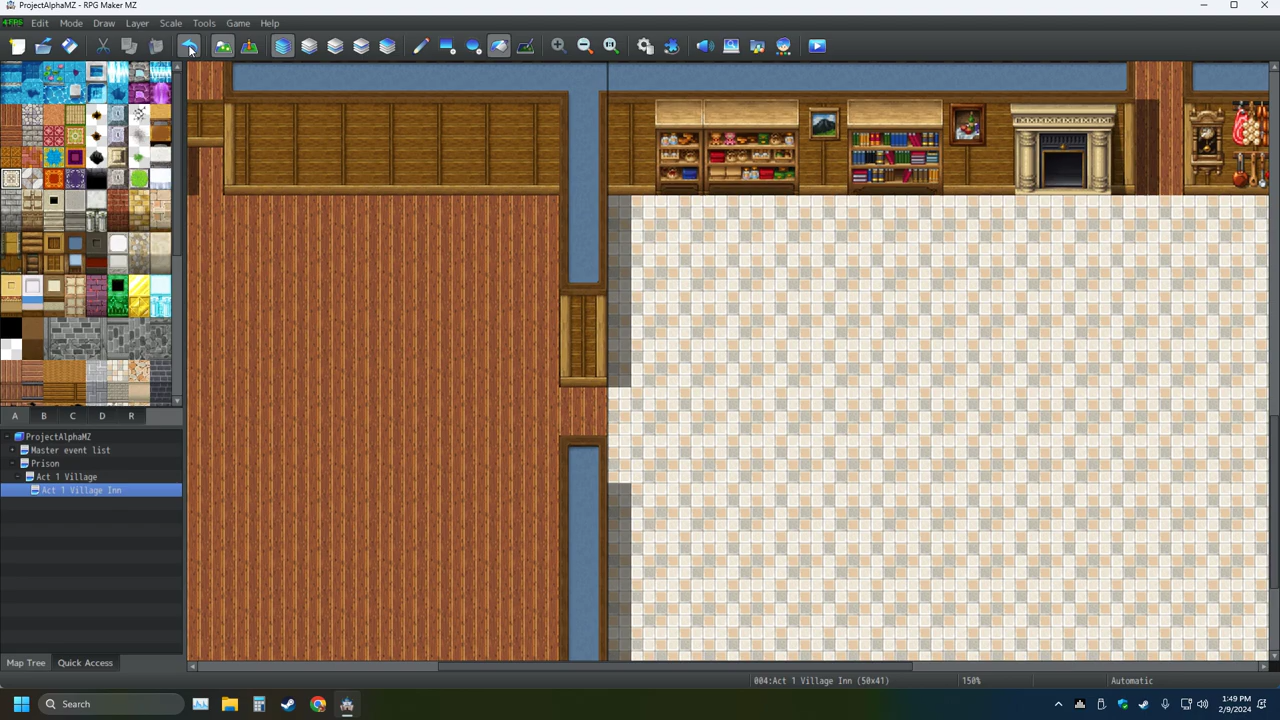 ProjectAlphaMZ - RPG Maker MZ
4FPS Edit Mode Draw Layer Scale Tools Game Help
A B C D R
ProjectAlphaMZ
Master event list
Prison
Act 1 Village
Act 1 Village Inn
Map Tree Quick Access
004:Act 1 Village Inn (50x41) 150% Automatic
Search
1:49 PM
2/9/2024